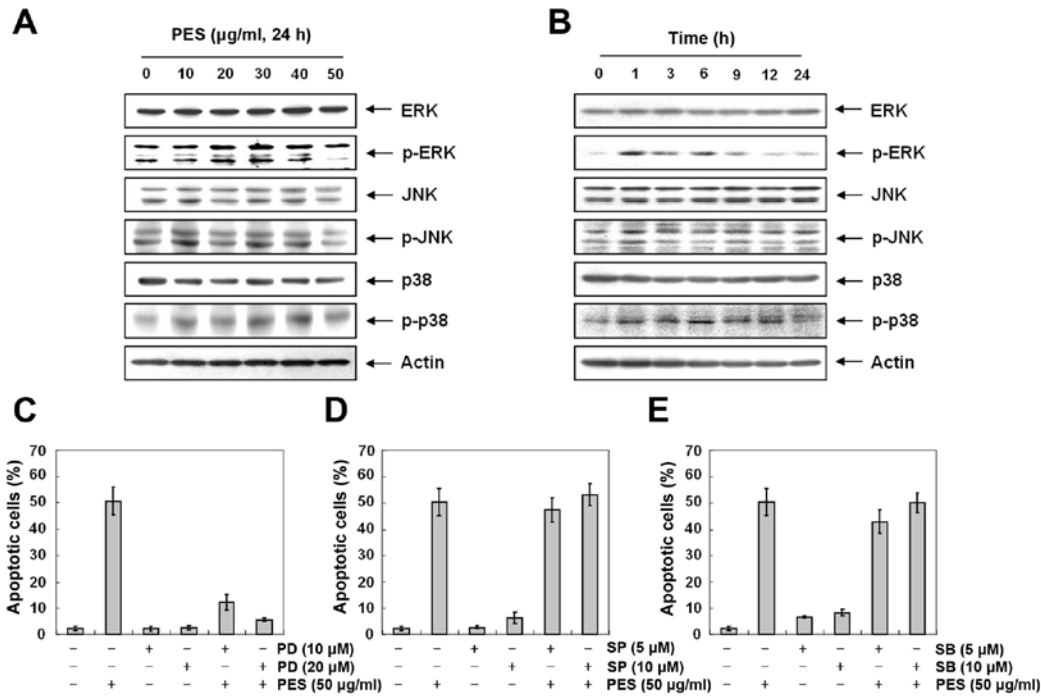 A
PES (µg/ml, 24 h)
0 10 20 30 40 50
ERK
p-ERK
JNK
p-JNK
p38
p-p38
Actin
B
Time (h)
0 1 3 6 9 12 24
ERK
p-ERK
JNK
p-JNK
p38
p-p38
Actin
C
Apoptotic cells (%)
70
60
50
40
30
20
10
0
– – + – + – PD (10 µM)
– – – + – + PD (20 µM)
– + – – + + PES (50 µg/ml)
D
Apoptotic cells (%)
70
60
50
40
30
20
10
0
– – + – + – SP (5 µM)
– – – + – + SP (10 µM)
– + – – + + PES (50 µg/ml)
E
Apoptotic cells (%)
70
60
50
40
30
20
10
0
– – + – + – SB (5 µM)
– – – + – + SB (10 µM)
– + – – + + PES (50 µg/ml)